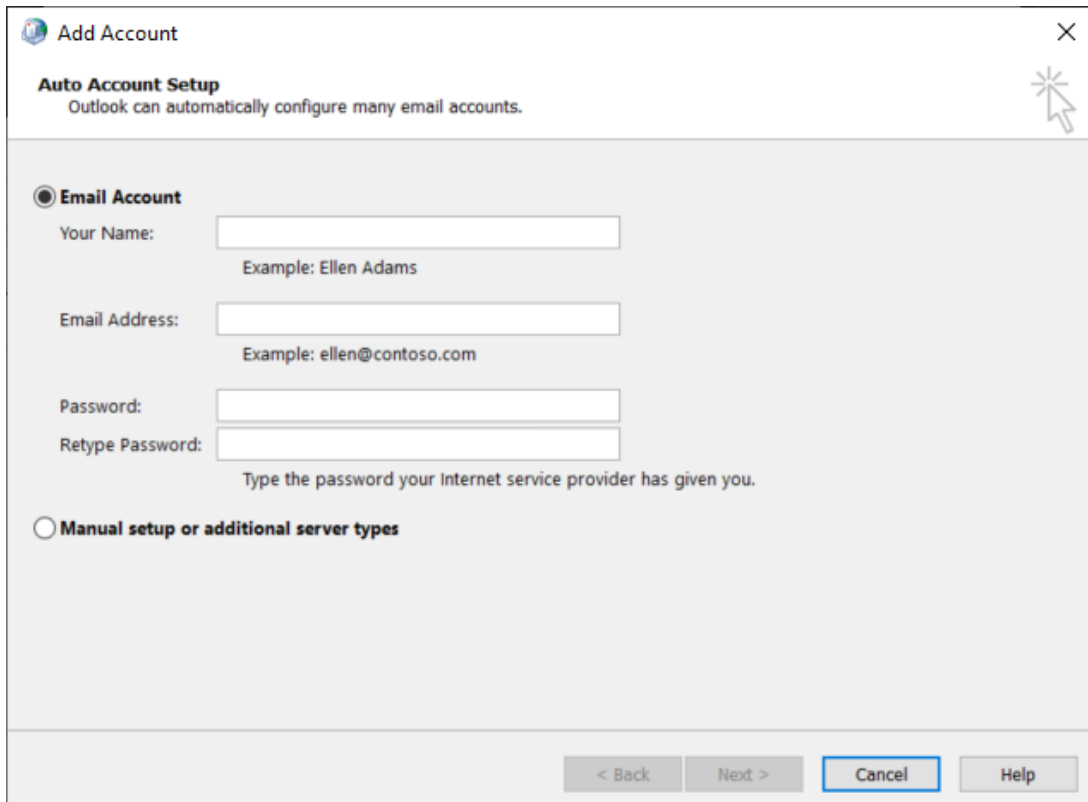 Add Account
Auto Account Setup
Outlook can automatically configure many email accounts.
Email Account
Your Name:
Example: Ellen Adams
Email Address:
Example: ellen@contoso.com
Password:
Retype Password:
Type the password your Internet service provider has given you.
Manual setup or additional server types
< Back Next > Cancel Help